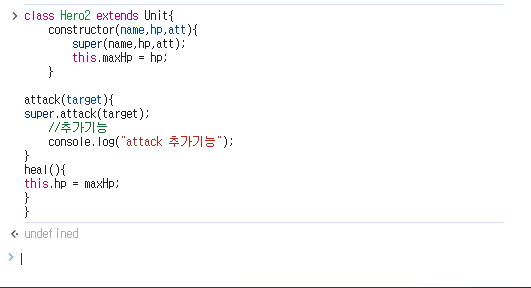 class Hero2 extends Unit{
    constructor(name,hp,att){
        super(name,hp,att);
        this.maxHp = hp;
    }

attack(target){
super.attack(target);
    //추가기능
    console.log("attack 추가기능");
}
heal(){
this.hp = maxHp;
}
}
undefined